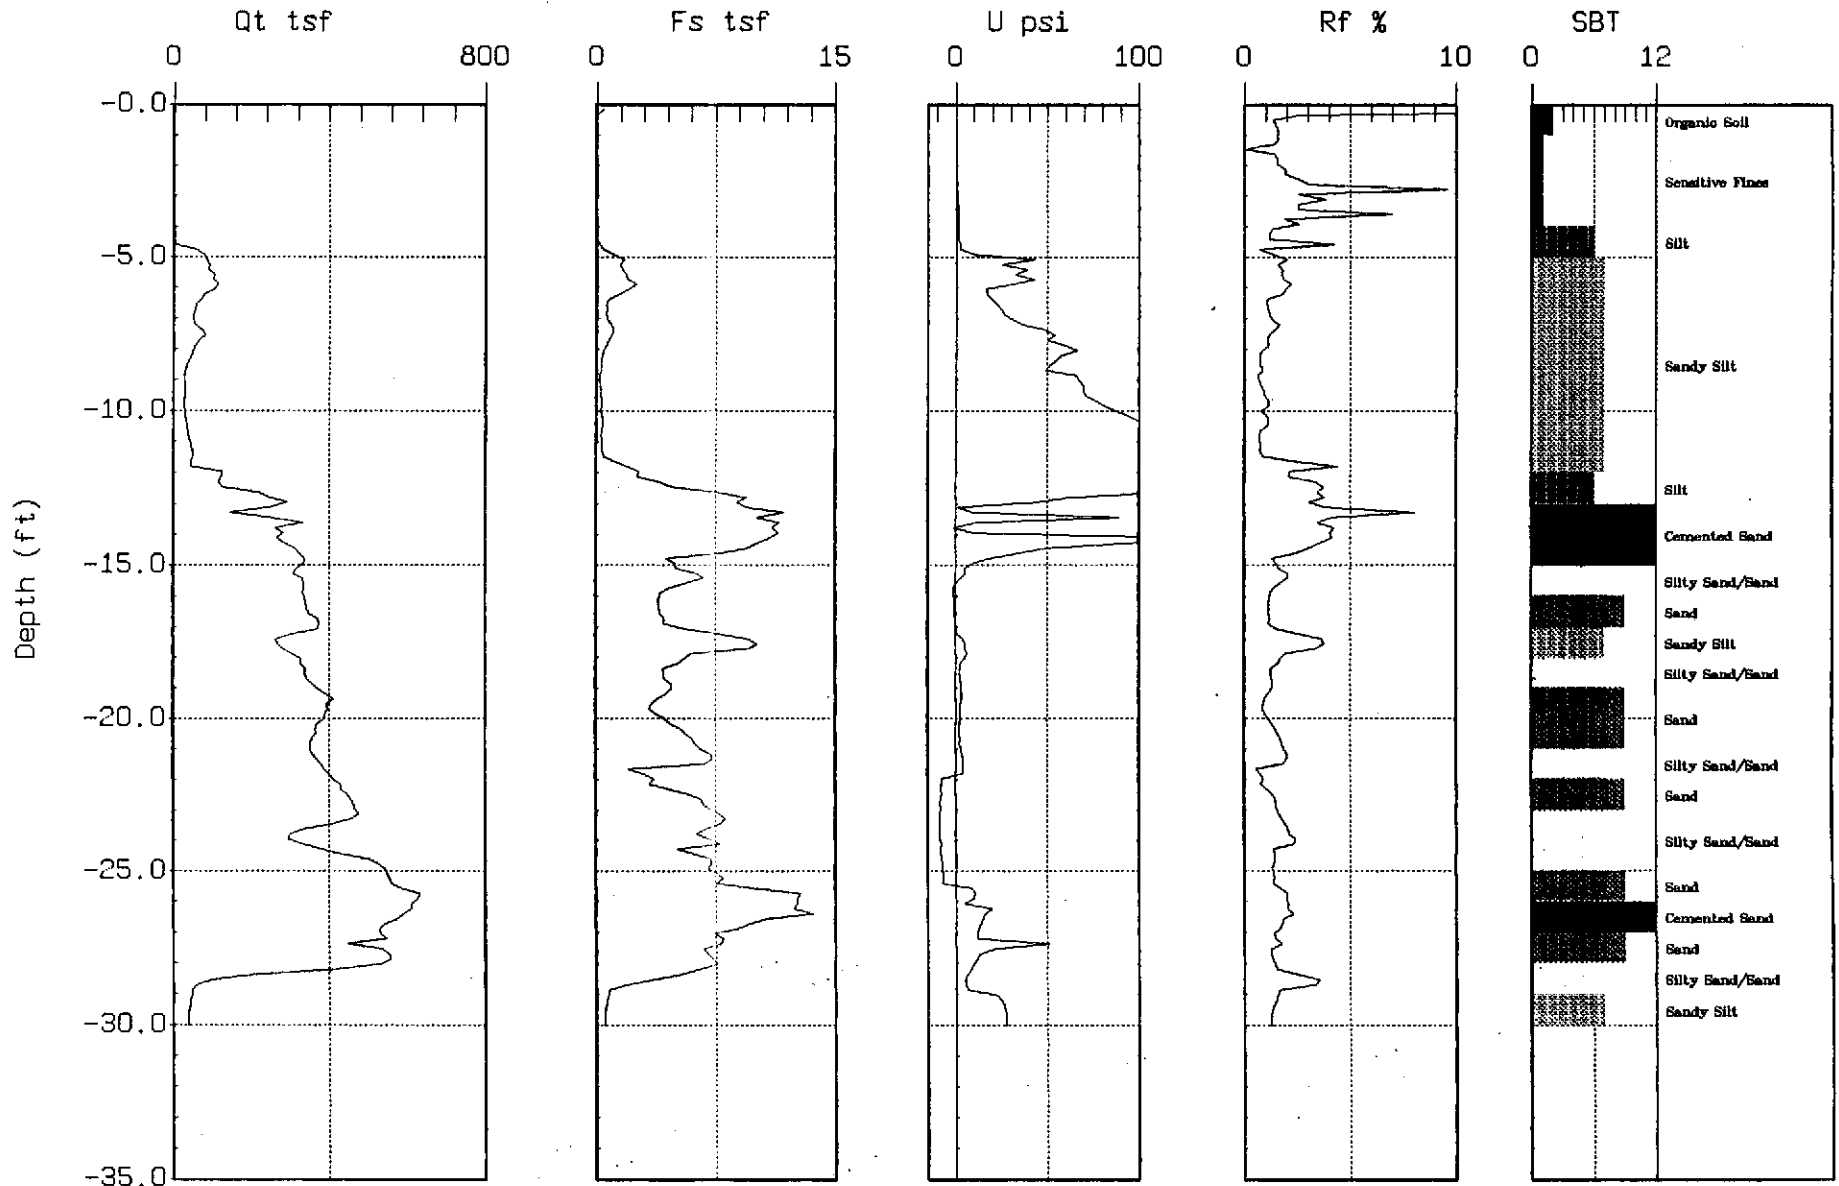 Qt tsf Fs tsf U psi Rf % SBT
0 800 0 15 0 100 0 10 0 12
Depth (ft)
-0.0
Organic Soil
Sensitive Fines
Silt
-5.0
Sandy Silt
-10.0
Silt
Cemented Sand
-15.0
Silty Sand/Sand
Sand
Sandy Silt
Silty Sand/Sand
Sand
-20.0
Silty Sand/Sand
Sand
Silty Sand/Sand
-25.0
Sand
Cemented Sand
Sand
Silty Sand/Sand
Sandy Silt
-30.0
-35.0